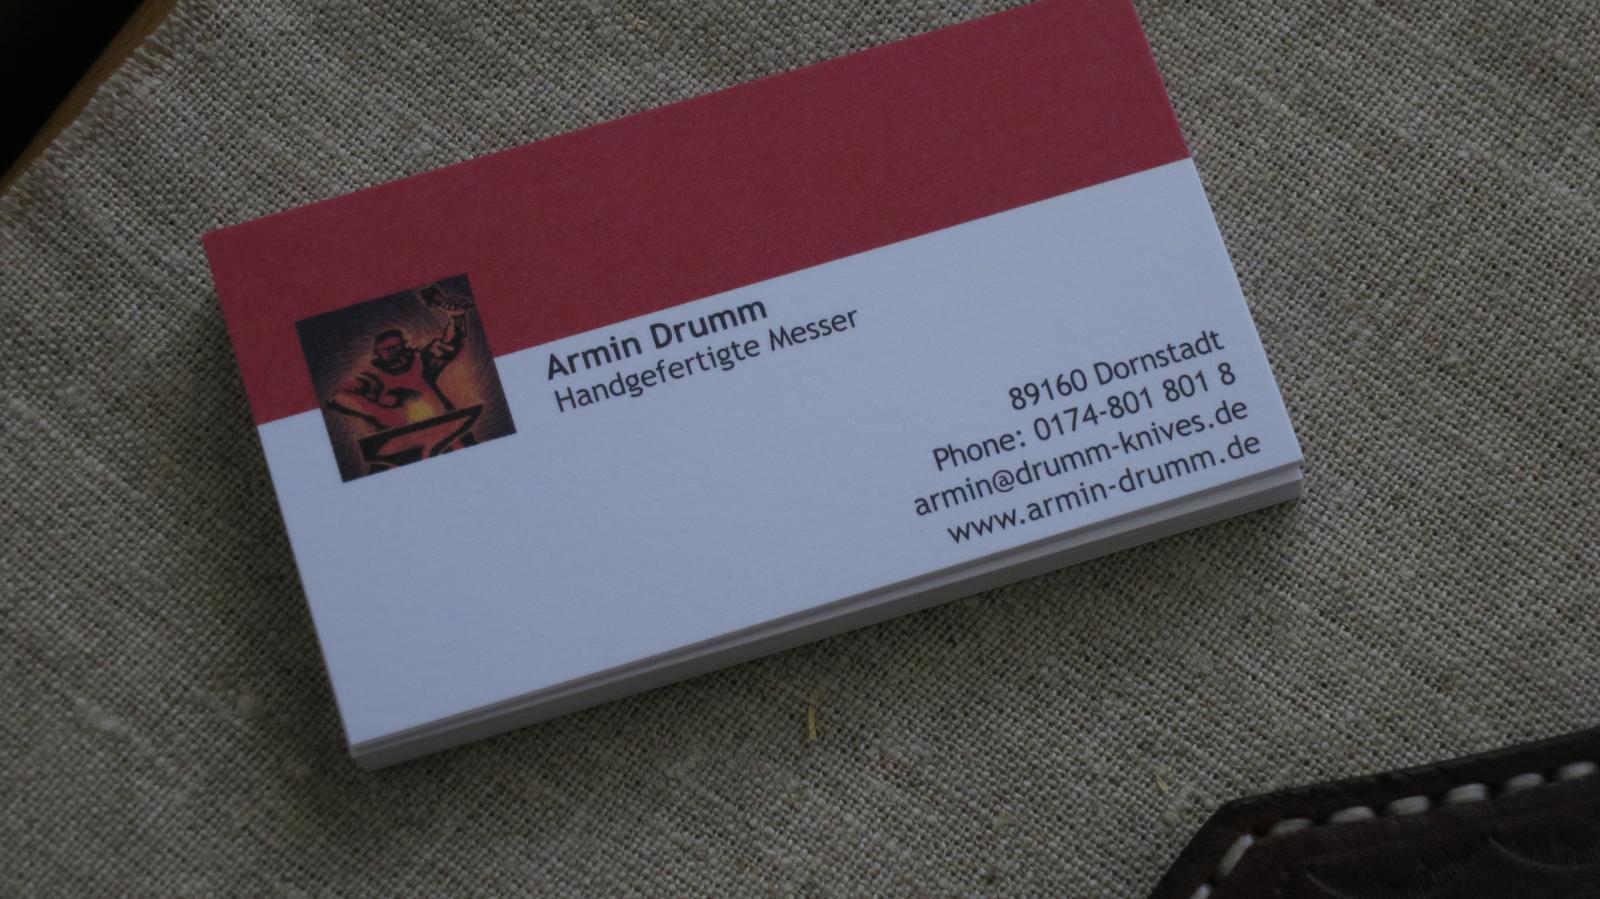 Armin Drumm
Handgefertigte Messer
89160 Dornstadt
Phone: 0174-801 801 8
armin@drumm-knives.de
www.armin-drumm.de